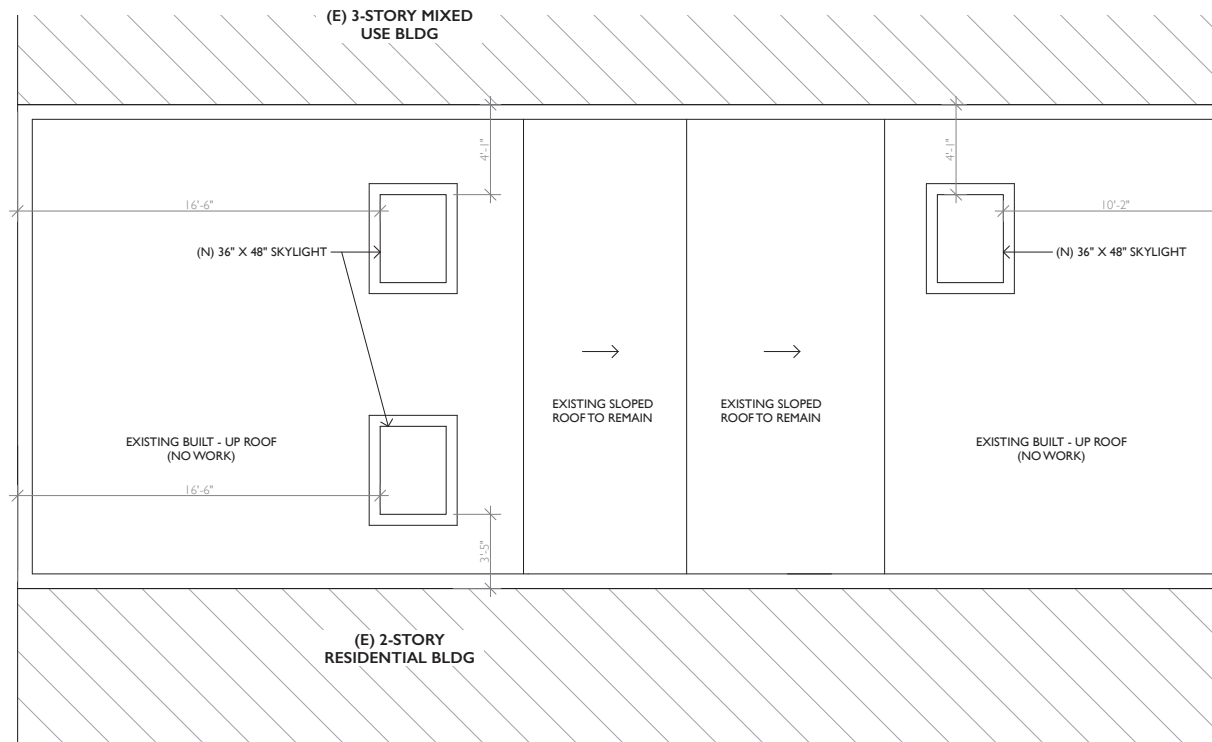 (E) 3-STORY MIXED
USE BLDG
4'-1"
4'-1"
16'-6"
10'-2"
(N) 36" X 48" SKYLIGHT
(N) 36" X 48" SKYLIGHT
EXISTING SLOPED
ROOF TO REMAIN
EXISTING SLOPED
ROOF TO REMAIN
EXISTING BUILT - UP ROOF
(NO WORK)
EXISTING BUILT - UP ROOF
(NO WORK)
16'-6"
3'-5"
(E) 2-STORY
RESIDENTIAL BLDG